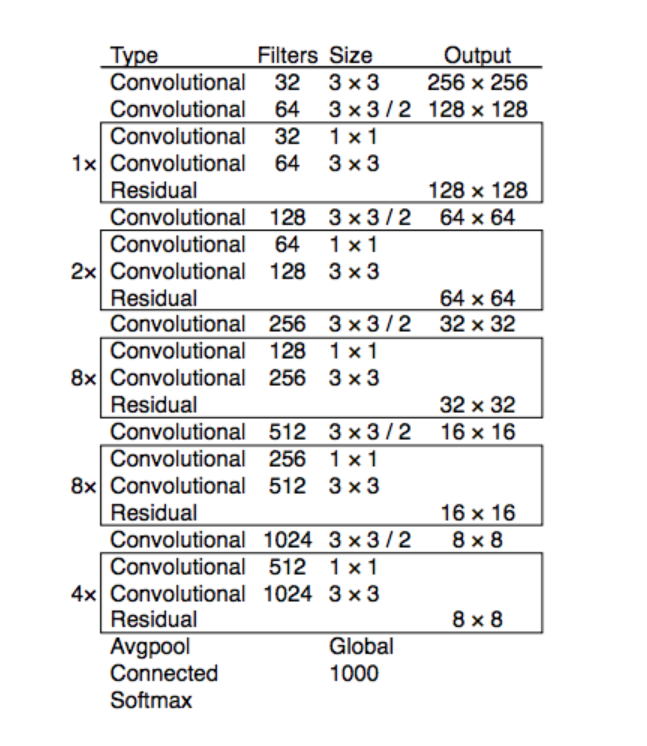 Type Filters Size Output
Convolutional 32 3 × 3 256 × 256
Convolutional 64 3 × 3 / 2 128 × 128
Convolutional 32 1 × 1
1× Convolutional 64 3 × 3
Residual 128 × 128
Convolutional 128 3 × 3 / 2 64 × 64
Convolutional 64 1 × 1
2× Convolutional 128 3 × 3
Residual 64 × 64
Convolutional 256 3 × 3 / 2 32 × 32
Convolutional 128 1 × 1
8× Convolutional 256 3 × 3
Residual 32 × 32
Convolutional 512 3 × 3 / 2 16 × 16
Convolutional 256 1 × 1
8× Convolutional 512 3 × 3
Residual 16 × 16
Convolutional 1024 3 × 3 / 2 8 × 8
Convolutional 512 1 × 1
4× Convolutional 1024 3 × 3
Residual 8 × 8
Avgpool Global
Connected 1000
Softmax